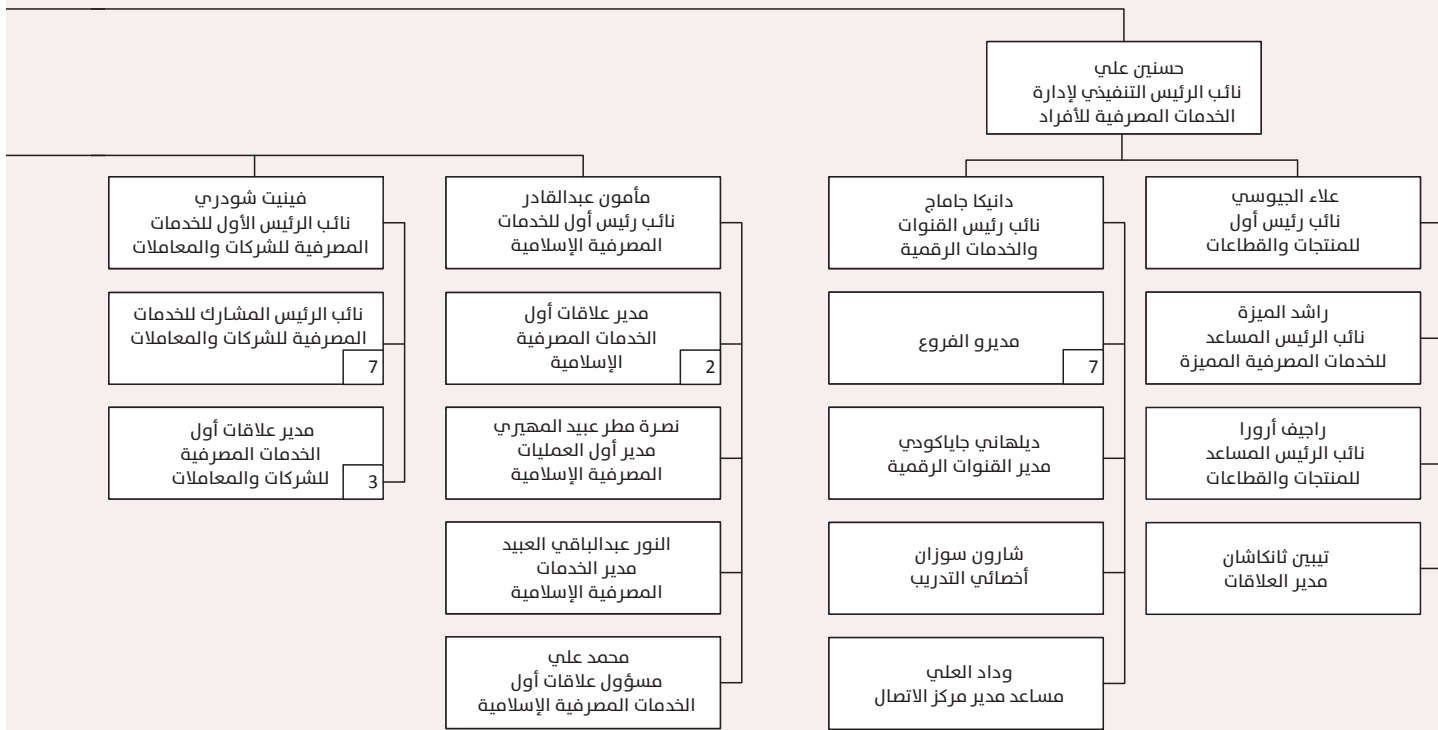 حسنين علي
نائب الرئيس التنفيذي لإدارة
الخدمات المصرفية للأفراد
علاء الجيوسي
نائب رئيس أول
للمنتجات والقطاعات
راشد الميزة
نائب الرئيس المساعد
للخدمات المصرفية المميزة
راجيف أرورا
نائب الرئيس المساعد
للمنتجات والقطاعات
تيبين ثانكاشان
مدير العلاقات
دانيكا جاماج
نائب رئيس القنوات
والخدمات الرقمية
مديرو الفروع
7
ديلهاني جاياكودي
مدير القنوات الرقمية
شارون سوزان
أخصائي التدريب
وداد العلي
مساعد مدير مركز الاتصال
مأمون عبدالقادر
نائب رئيس أول للخدمات
المصرفية الإسلامية
مدير علاقات أول
الخدمات المصرفية
الإسلامية
2
نصرة مطر عبيد المهيري
مدير أول العمليات
المصرفية الإسلامية
النور عبدالباقي العبيد
مدير الخدمات
المصرفية الإسلامية
محمد علي
مسؤول علاقات أول
الخدمات المصرفية الإسلامية
فينيت شودري
نائب الرئيس الأول للخدمات
المصرفية للشركات والمعاملات
نائب الرئيس المشارك للخدمات
المصرفية للشركات والمعاملات
7
مدير علاقات أول
الخدمات المصرفية
للشركات والمعاملات
3